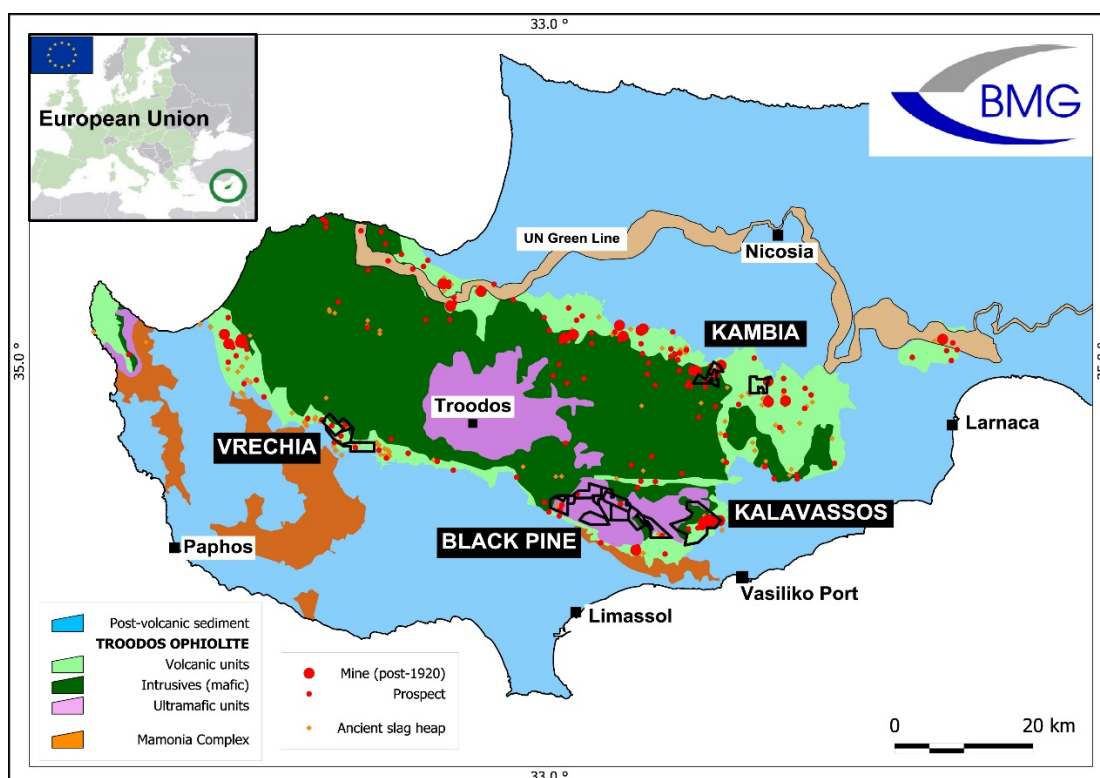 33.0 °
European Union
BMG
UN Green Line
Nicosia
KAMBIA
35.0 °
Troodos
Larnaca
VRECHIA
KALAVASSOS
BLACK PINE
Paphos
Vasiliko Port
Limassol
Post-volcanic sediment
TROODOS OPHIOLITE
Volcanic units
Intrusives (mafic)
Ultramafic units
Mamonia Complex
Mine (post-1920)
Prospect
Ancient slag heap
0 20 km
33.0 °